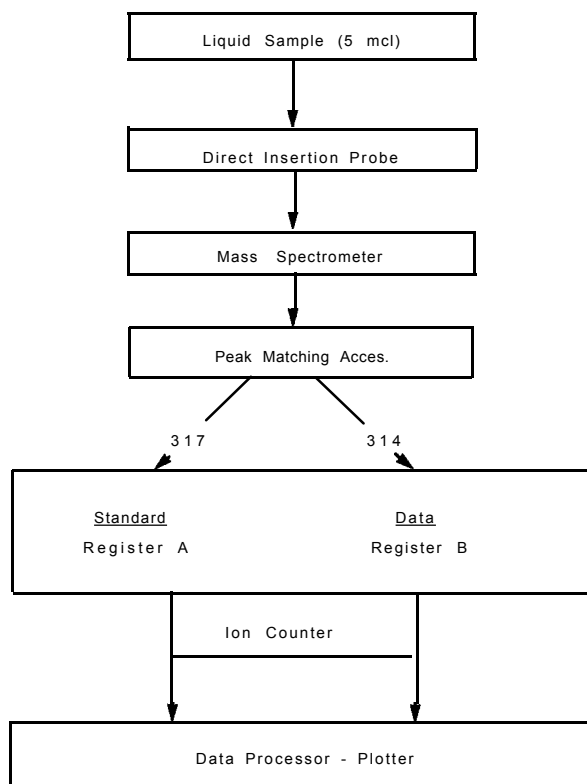 Liquid Sample (5 mcl)
Direct Insertion Probe
Mass Spectrometer
Peak Matching Acces.
317 314
Standard Data
Register A Register B
Ion Counter
Data Processor - Plotter